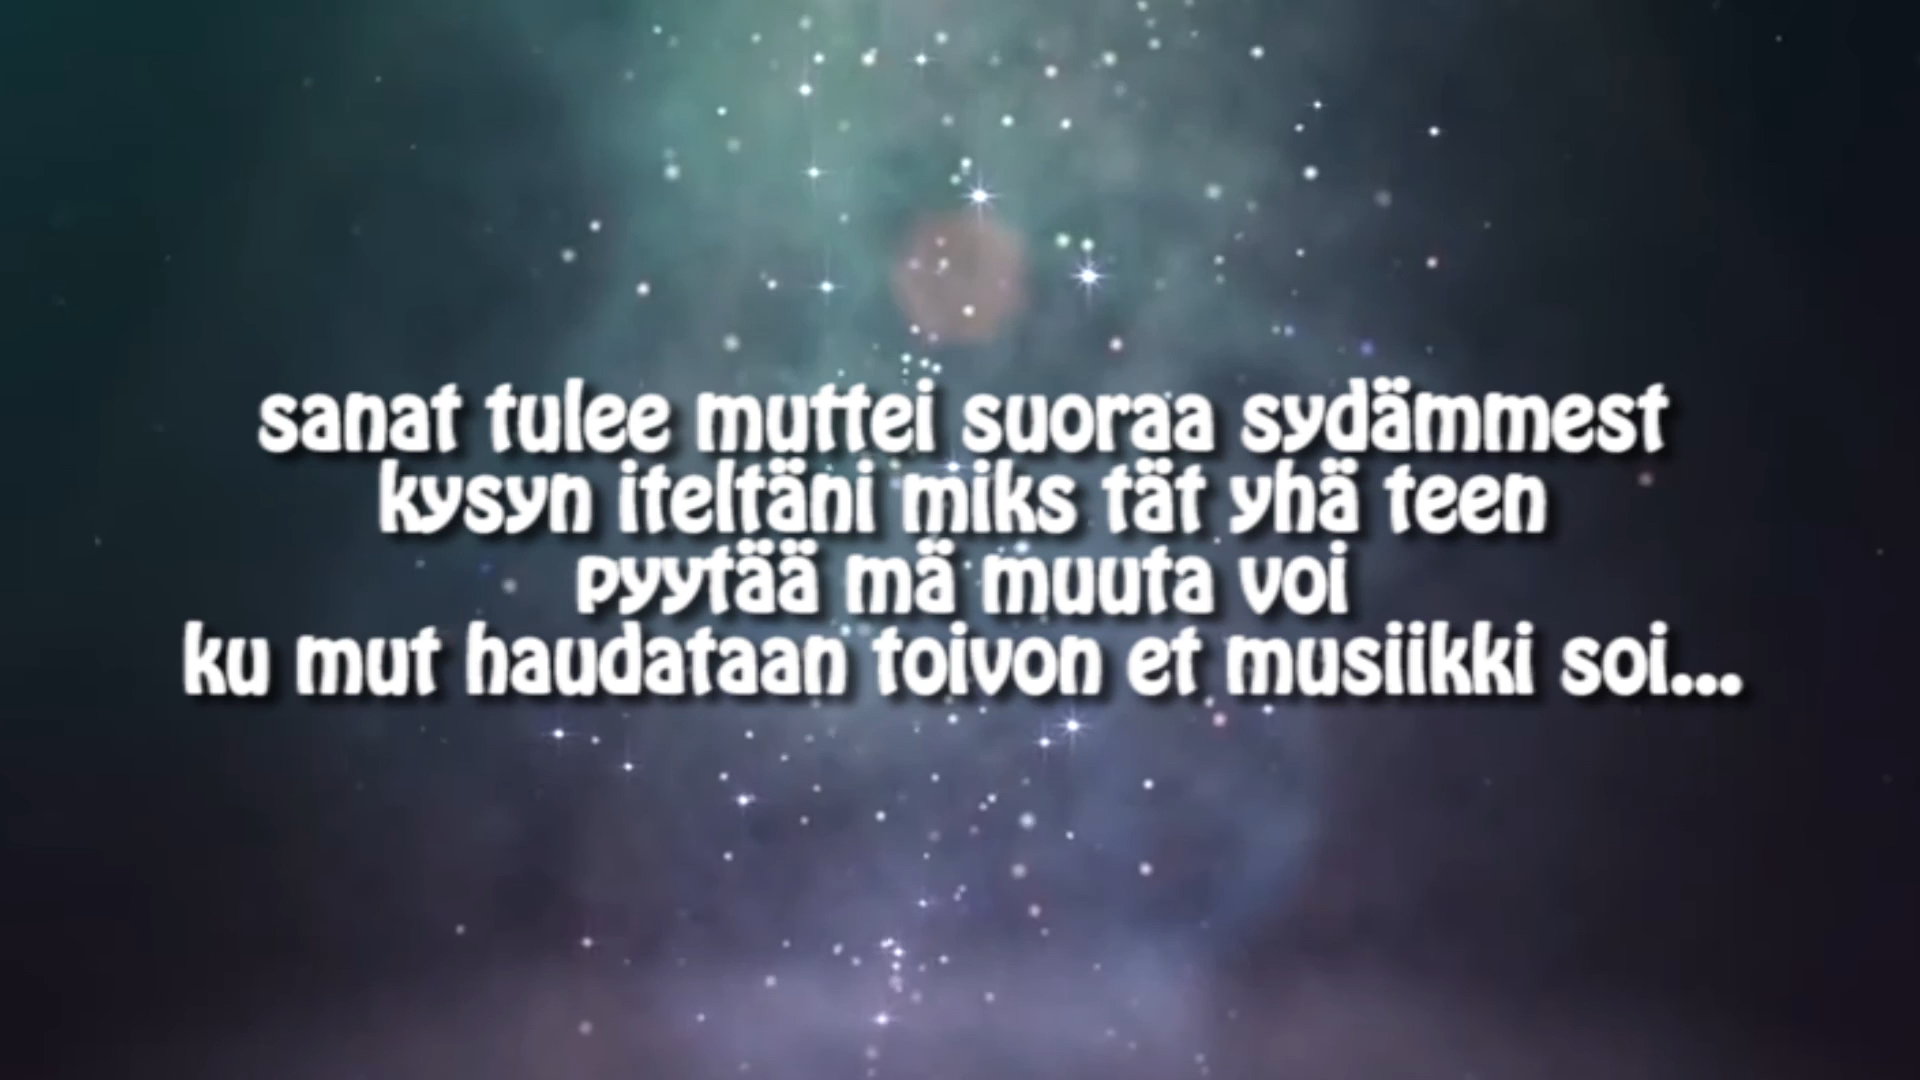 sanat tulee muttei suoraa sydämmest
kysyn iteltäni miks tät yhä teen
pyytää mä muuta voi
ku mut haudataan toivon et musiikki soi...